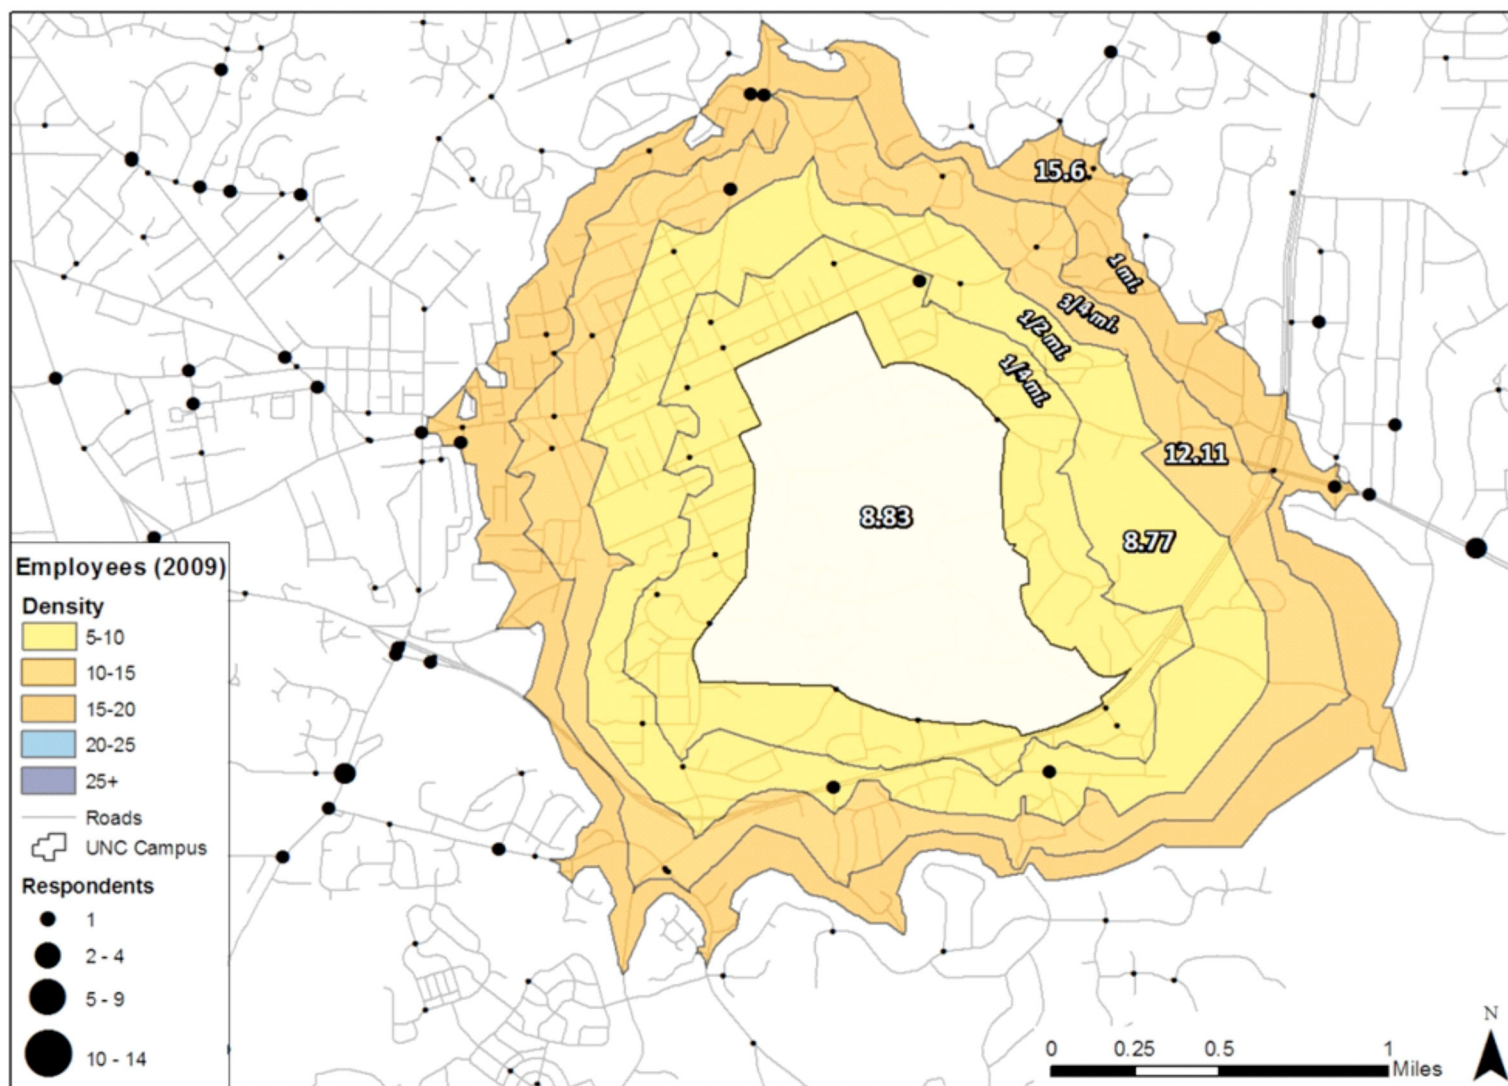 15.6
1 mi.
3/4 mi.
1/2 mi.
1/4 mi.
12.11
8.83
8.77
Employees (2009)
Density
5-10
10-15
15-20
20-25
25+
Roads
UNC Campus
Respondents
1
2 - 4
5 - 9
10 - 14
N
0 0.25 0.5 1
Miles